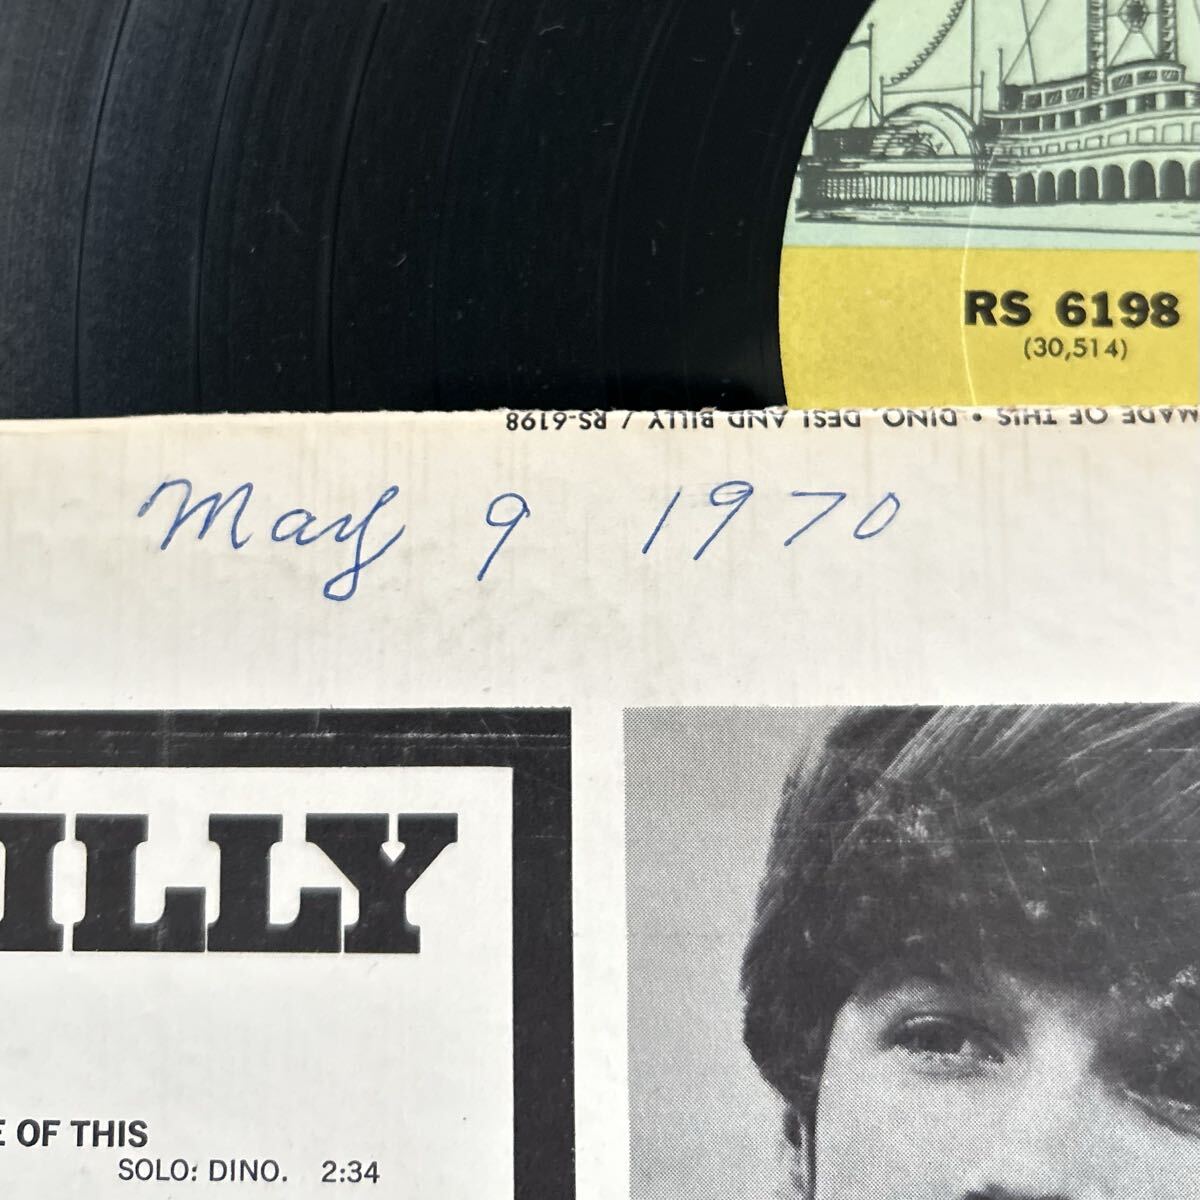 RS 6198
(30,514)
MADE OF THIS • DINO, DESI AND BILLY / RS-6198
May 9 1970
ILLY
E OF THIS
SOLO: DINO. 2:34